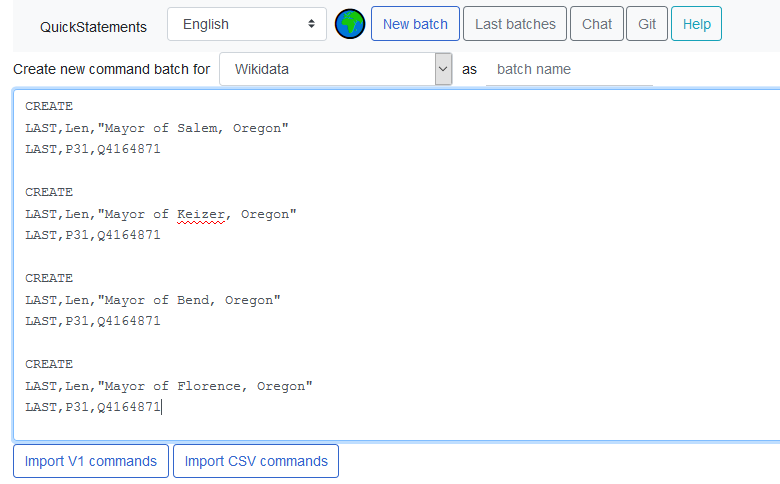 QuickStatements English New batch Last batches Chat Git Help
Create new command batch for Wikidata as batch name
CREATE
LAST,Len,"Mayor of Salem, Oregon"
LAST,P31,Q4164871
CREATE
LAST,Len,"Mayor of Keizer, Oregon"
LAST,P31,Q4164871
CREATE
LAST,Len,"Mayor of Bend, Oregon"
LAST,P31,Q4164871
CREATE
LAST,Len,"Mayor of Florence, Oregon"
LAST,P31,Q4164871
Import V1 commands Import CSV commands